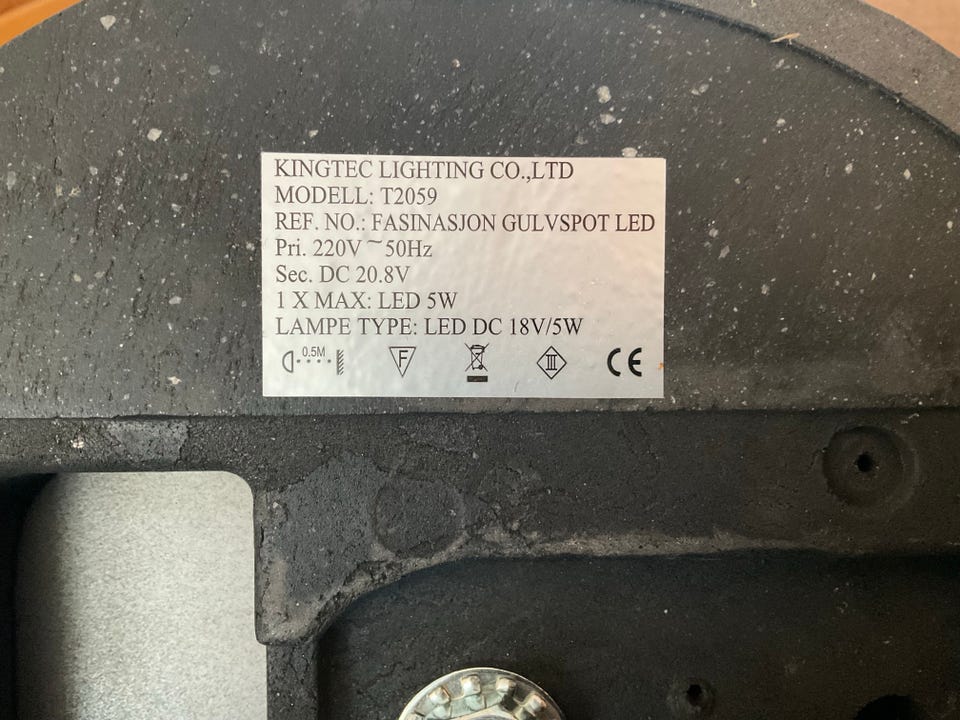 KINGTEC LIGHTING CO.,LTD
MODELL: T2059
REF. NO.: FASINASJON GULVSPOT LED
Pri. 220V ~ 50Hz
Sec. DC 20.8V
1 X MAX: LED 5W
LAMPE TYPE: LED DC 18V/5W
0.5M F III CE